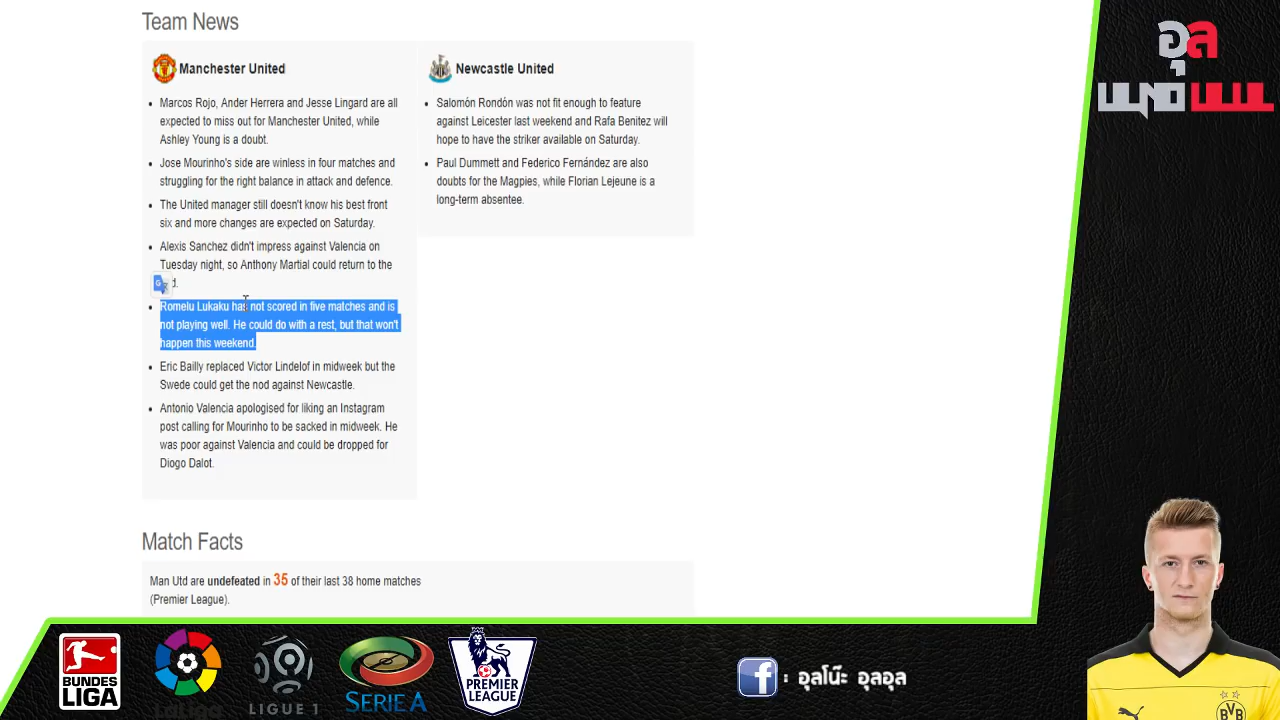 Team News
Manchester United
Marcos Rojo, Ander Herrera and Jesse Lingard are all
expected to miss out for Manchester United, while
Ashley Young is a doubt.
Jose Mourinho's side are winless in four matches and
struggling for the right balance in attack and defence.
The United manager still doesn't know his best front
six and more changes are expected on Saturday.
Alexis Sanchez didn't impress against Valencia on
Tuesday night, so Anthony Martial could return to the
d.
Romelu Lukaku has not scored in five matches and is
not playing well. He could do with a rest, but that won't
happen this weekend.
Eric Bailly replaced Victor Lindelof in midweek but the
Swede could get the nod against Newcastle.
Antonio Valencia apologised for liking an Instagram
post calling for Mourinho to be sacked in midweek. He
was poor against Valencia and could be dropped for
Diogo Dalot.
Newcastle United
Salomón Rondón was not fit enough to feature
against Leicester last weekend and Rafa Benitez will
hope to have the striker available on Saturday.
Paul Dummett and Federico Fernández are also
doubts for the Magpies, while Florian Lejeune is a
long-term absentee.
Match Facts
Man Utd are undefeated in 35 of their last 38 home matches
(Premier League).
อุล
BUNDES
LIGA
LaLiga
LIGUE 1
SERIE A
PREMIER
LEAGUE
f : อุลโน๊ะ อุลอุล
BVB